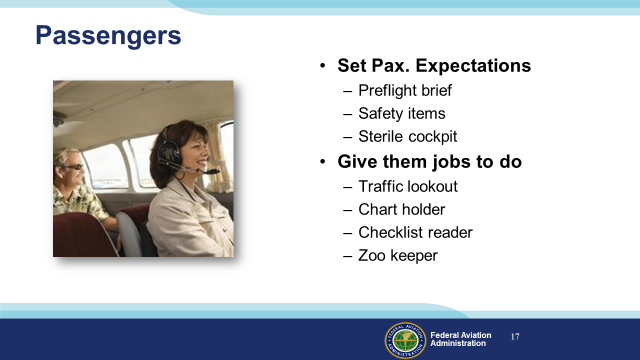 Passengers
• Set Pax. Expectations
– Preflight brief
– Safety items
– Sterile cockpit
• Give them jobs to do
– Traffic lookout
– Chart holder
– Checklist reader
– Zoo keeper
Federal Aviation
Administration
17